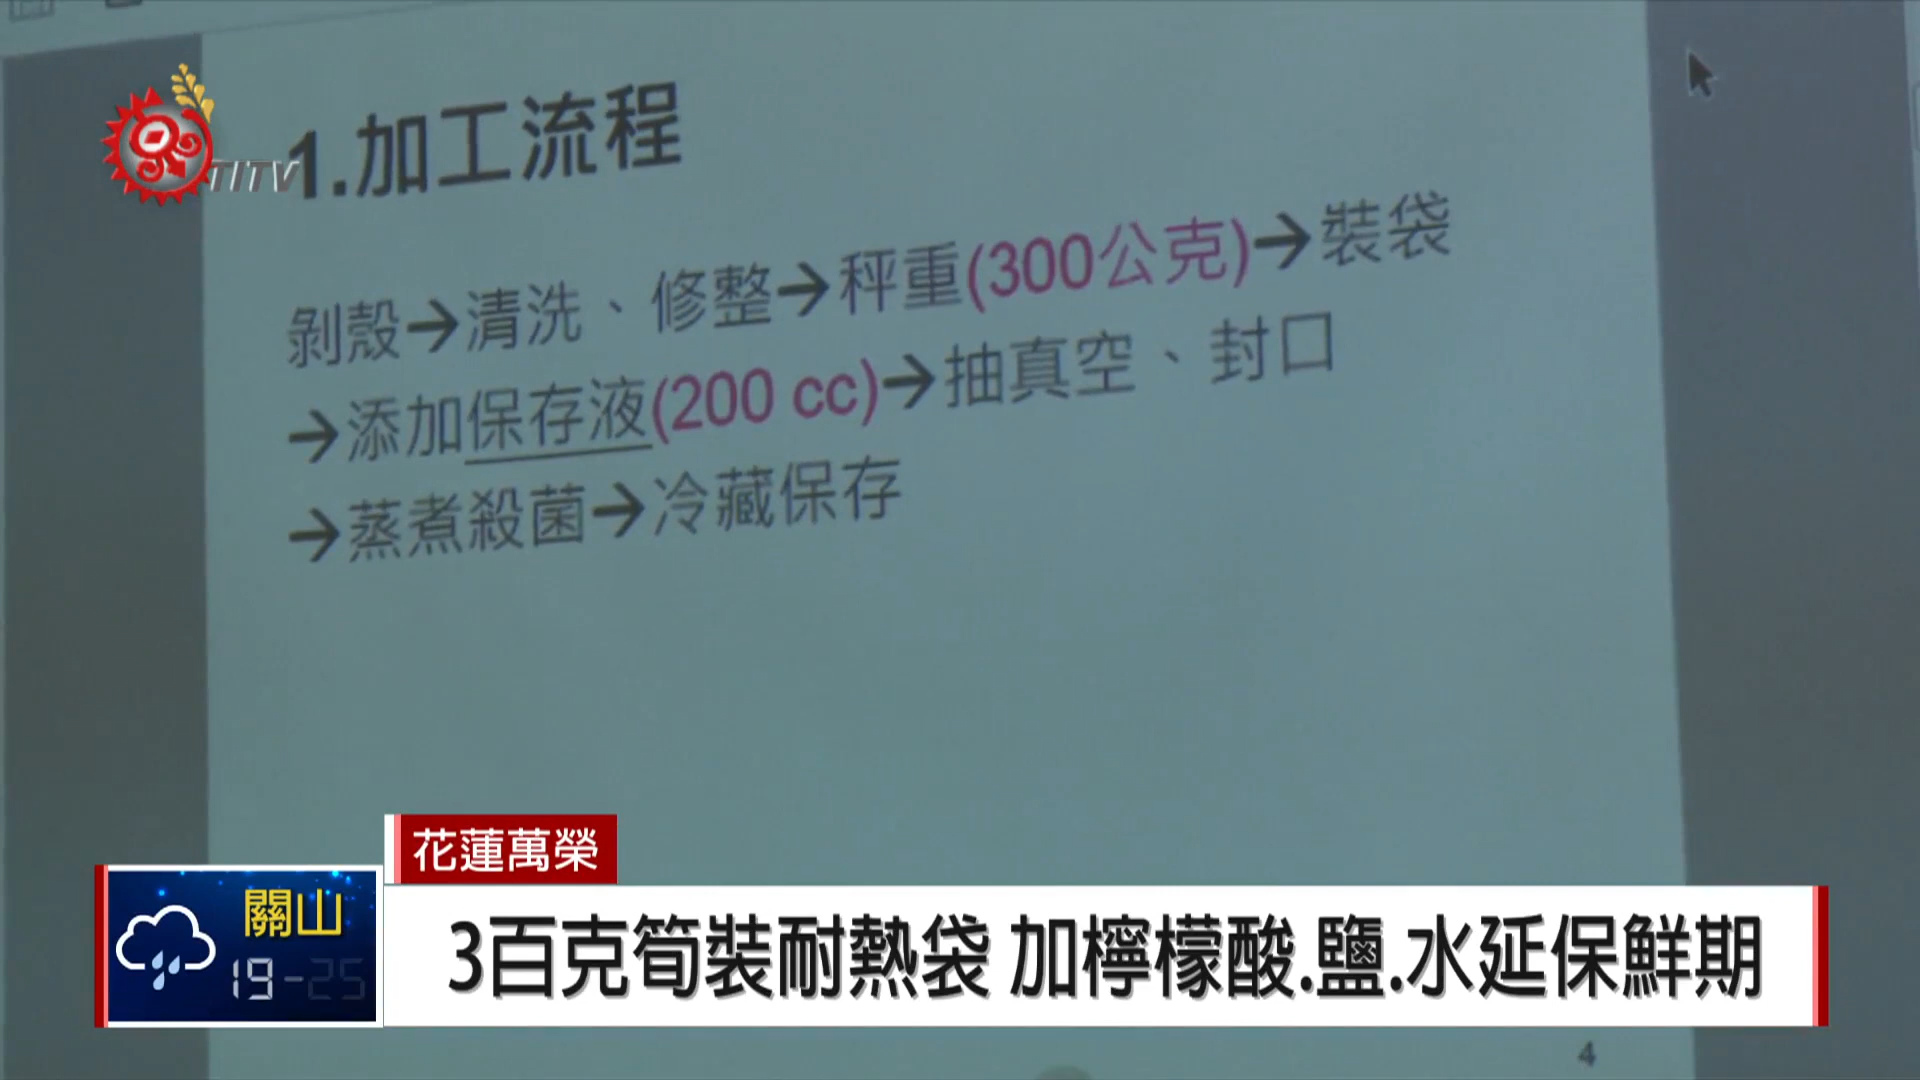 TITV
1.加工流程
剝殼→清洗、修整→秤重(300公克)→裝袋
→添加保存液(200 cc)→抽真空、封口
→蒸煮殺菌→冷藏保存
花蓮萬榮
關山
19-25
3百克筍裝耐熱袋 加檸檬酸.鹽.水延保鮮期
4